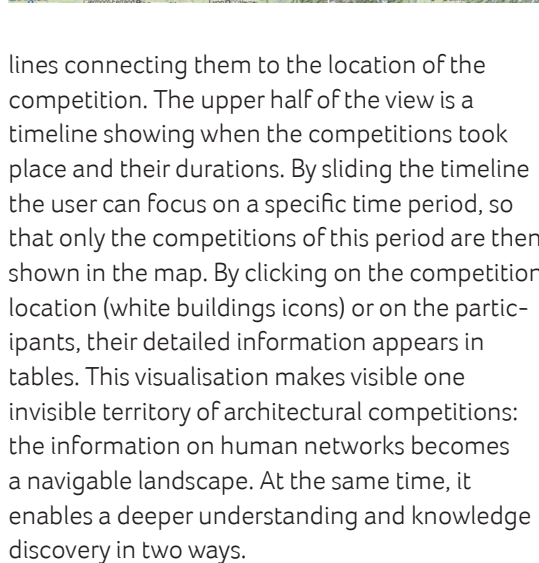 lines connecting them to the location of the
competition. The upper half of the view is a
timeline showing when the competitions took
place and their durations. By sliding the timeline
the user can focus on a specific time period, so
that only the competitions of this period are then
shown in the map. By clicking on the competition
location (white buildings icons) or on the partic-
ipants, their detailed information appears in
tables. This visualisation makes visible one
invisible territory of architectural competitions:
the information on human networks becomes
a navigable landscape. At the same time, it
enables a deeper understanding and knowledge
discovery in two ways.